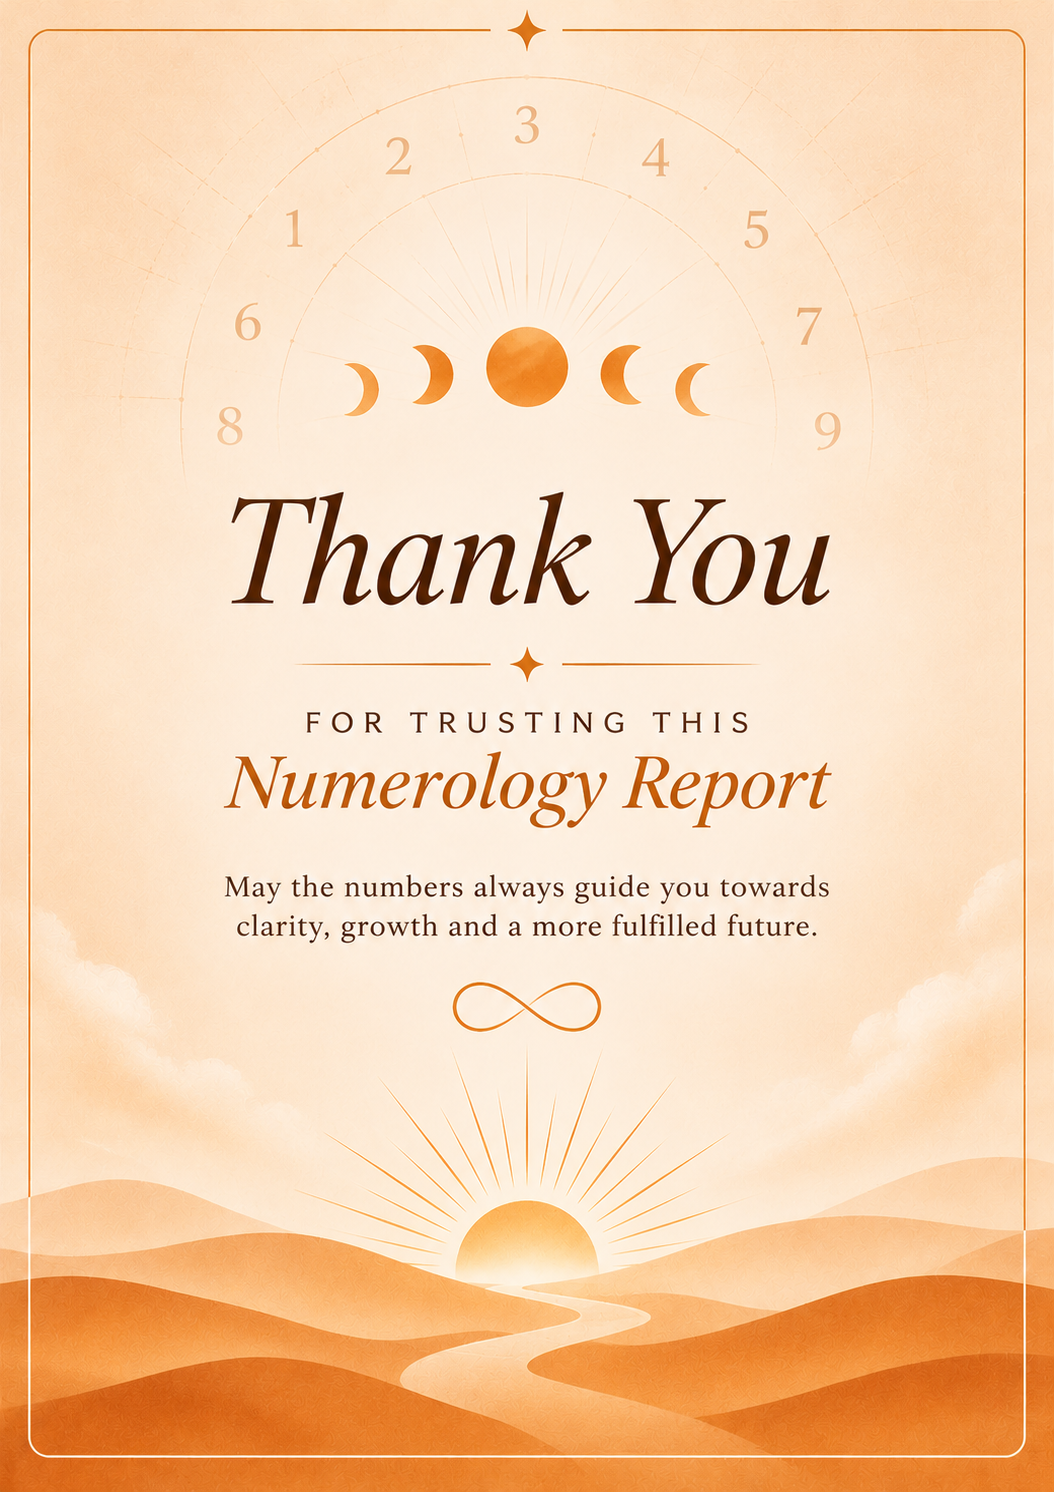 3
2
4
1
5
6
7
8
9
Thank You
FOR TRUSTING THIS
Numerology Report
May the numbers always guide you towards
clarity, growth and a more fulfilled future.